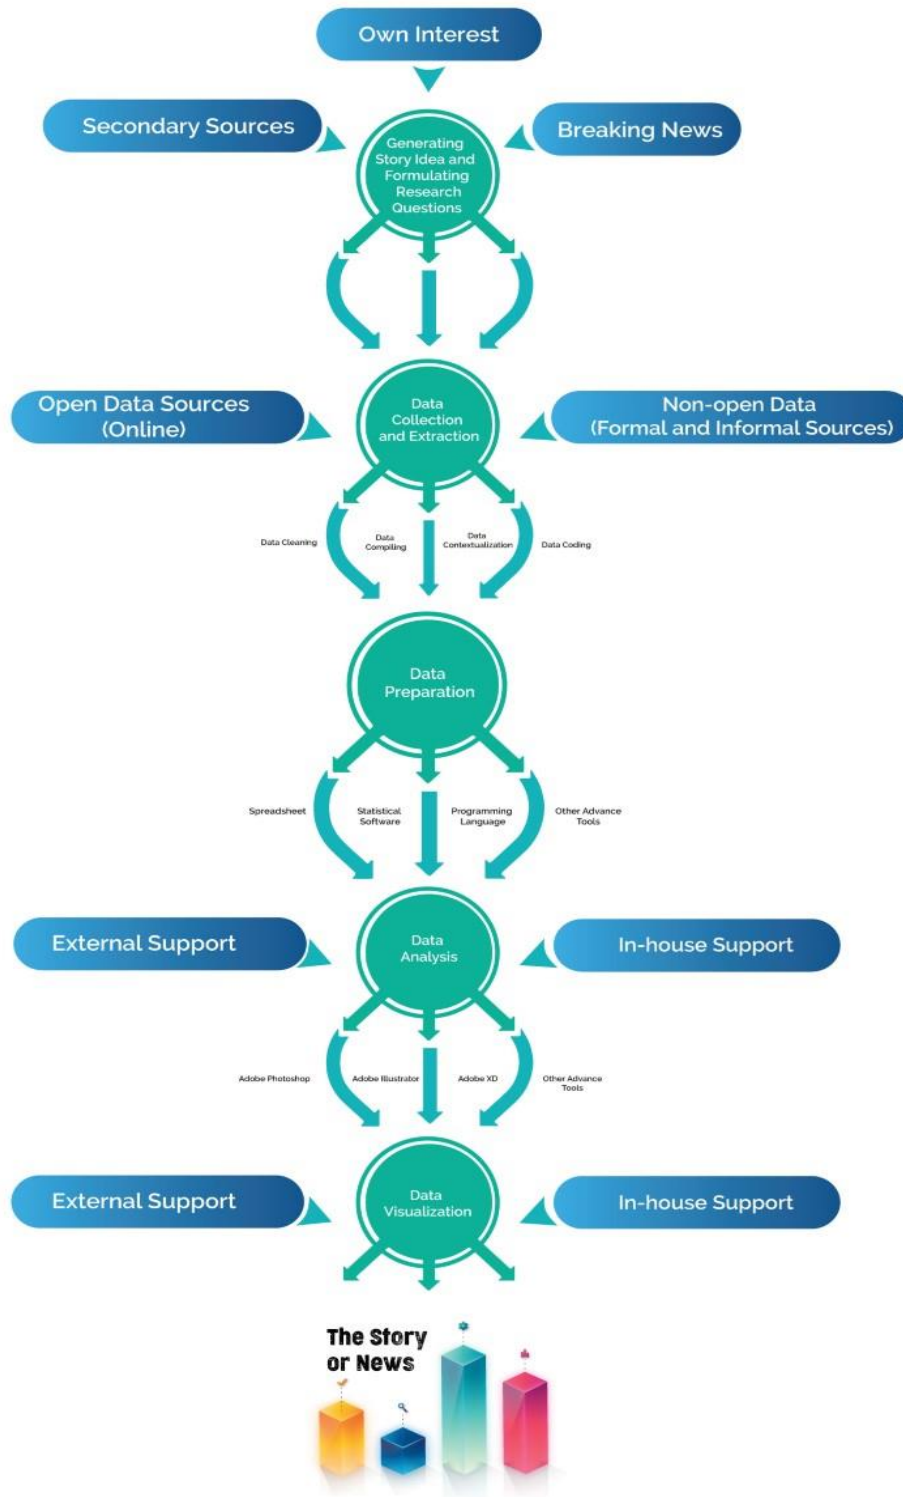 Own Interest
Secondary Sources
Breaking News
Generating
Story Idea and
Formulating
Research
Questions
Open Data Sources
(Online)
Data
Collection
and Extraction
Non-open Data
(Formal and Informal Sources)
Data Cleaning
Data
Compiling
Data
Contextualization
Data Coding
Data
Preparation
Spreadsheet
Statistical
Software
Programming
Language
Other Advance
Tools
External Support
Data
Analysis
In-house Support
Adobe Photoshop
Adobe Illustrator
Adobe XD
Other Advance
Tools
External Support
Data
Visualization
In-house Support
The Story
or News